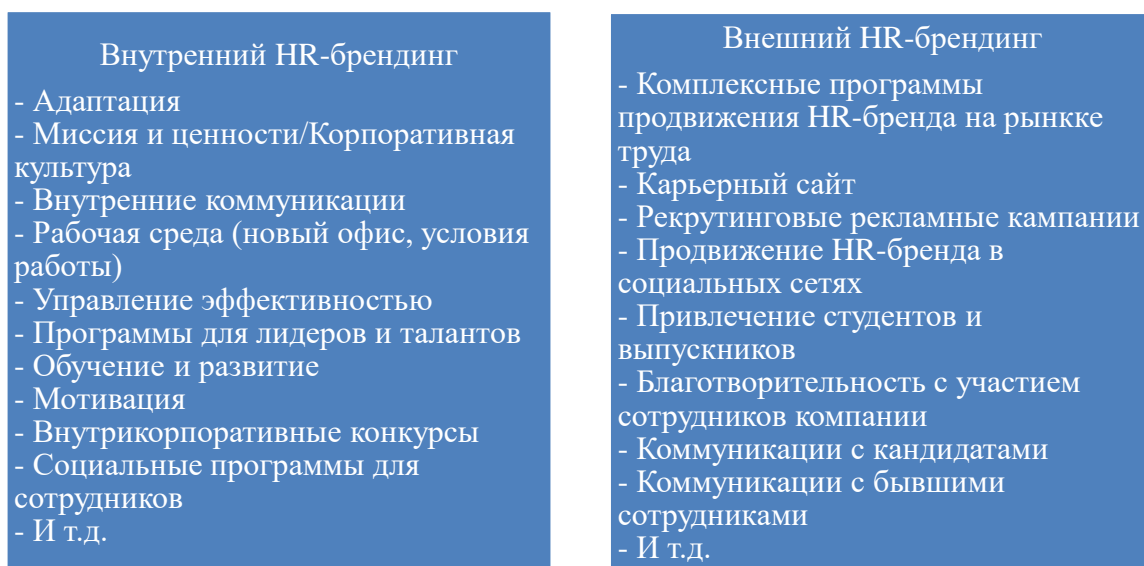 Внутренний HR-брендинг
- Адаптация
- Миссия и ценности/Корпоративная
культура
- Внутренние коммуникации
- Рабочая среда (новый офис, условия
работы)
- Управление эффективностью
- Программы для лидеров и талантов
- Обучение и развитие
- Мотивация
- Внутрикорпоративные конкурсы
- Социальные программы для
сотрудников
- И т.д.
Внешний HR-брендинг
- Комплексные программы
продвижения HR-бренда на рынкке
труда
- Карьерный сайт
- Рекрутинговые рекламные кампании
- Продвижение HR-бренда в
социальных сетях
- Привлечение студентов и
выпускников
- Благотворительность с участием
сотрудников компании
- Коммуникации с кандидатами
- Коммуникации с бывшими
сотрудниками
- И т.д.